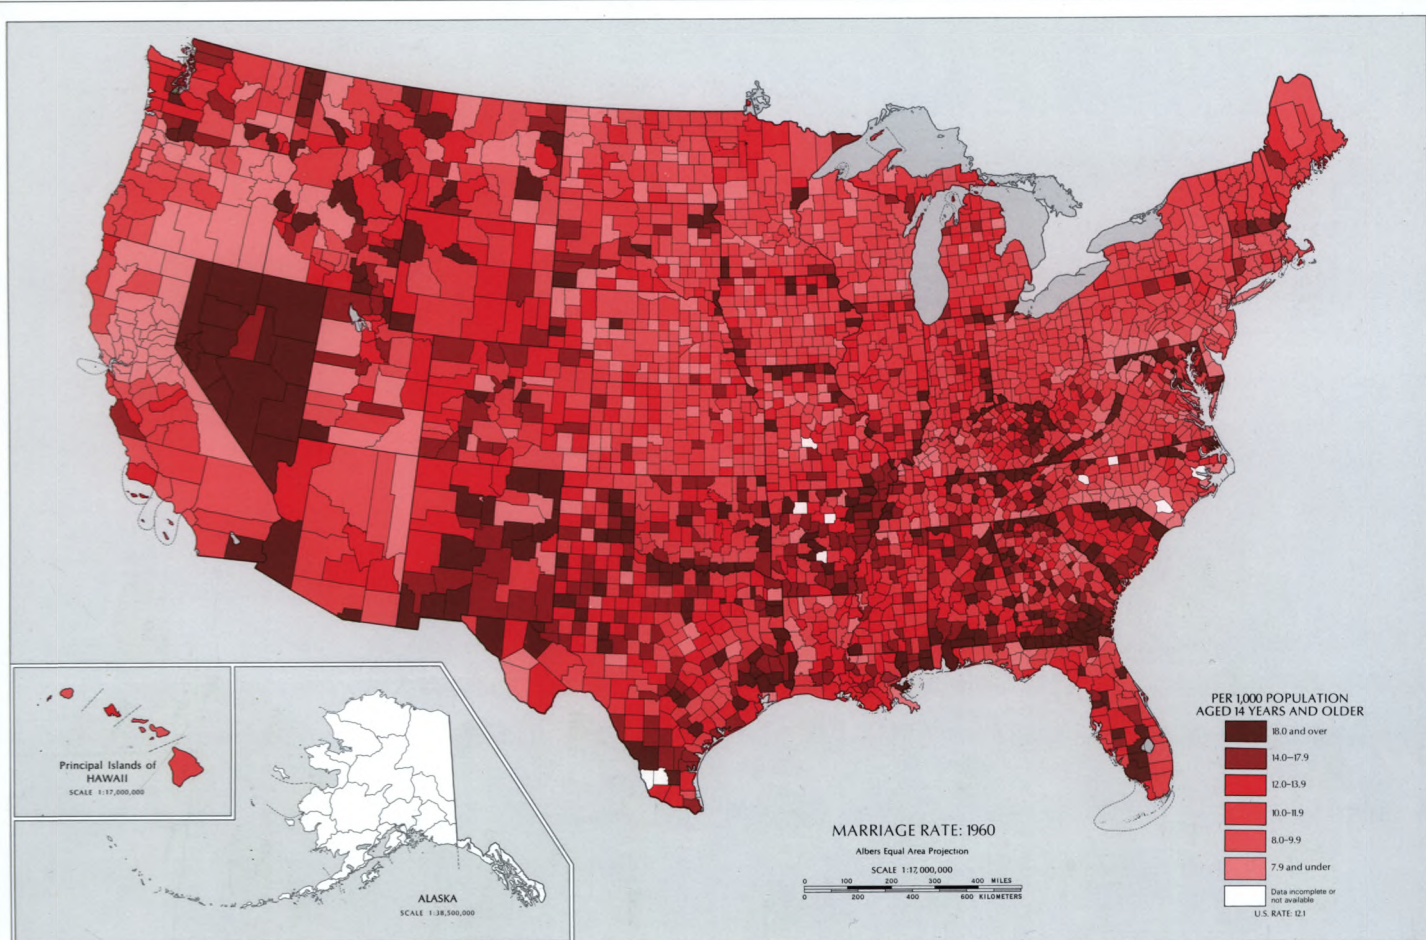 Principal Islands of
HAWAII
SCALE 1:17,000,000
ALASKA
SCALE 1:38,500,000
MARRIAGE RATE: 1960
Albers Equal Area Projection
SCALE 1:17,000,000
0 100 200 300 400 MILES
0 200 400 600 KILOMETERS
PER 1,000 POPULATION
AGED 14 YEARS AND OLDER
18.0 and over
14.0–17.9
12.0–13.9
10.0–11.9
8.0–9.9
7.9 and under
Data incomplete or
not available
U.S. RATE: 12.1